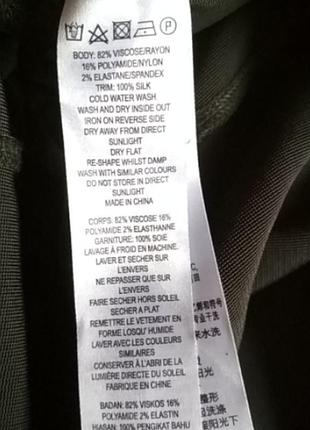 BODY: 82% VISCOSE/RAYON
16% POLYAMIDE/NYLON
2% ELASTANE/SPANDEX
TRIM: 100% SILK
COLD WATER WASH
WASH AND DRY INSIDE OUT
IRON ON REVERSE SIDE
DRY AWAY FROM DIRECT
SUNLIGHT
DRY FLAT
RE-SHAPE WHILST DAMP
WASH WITH SIMILAR COLOURS
DO NOT DRY IN DIRECT
SUNLIGHT
MADE IN CHINA
CORPS: 82% VISCOSE 16%
POLYAMIDE 2% ELASTHANNE
GARNITURE: 100% SOIE
LAVAGE À FROID EN MACHINE.
LAVER ET SECHER SUR
L'ENVERS
NE REPASSER QUE SUR
L'ENVERS
FAIRE SECHER HORS SOLEIL
SECHER A PLAT
REMETTRE LE VETEMENT EN
FORME LOSQU' HUMIDE
LAVER AVEC LES COULEURS
SIMILAIRES
CONSERVER À L'ABRI DE LA
LUMIÈRE DIRECTE DU SOLEIL
FABRIQUE EN CHINE
BADAN: 82% VISKOS 16%
POLYAMIDE 2% ELASTIN
HIASAN: 100% PENGIKAT BAHU